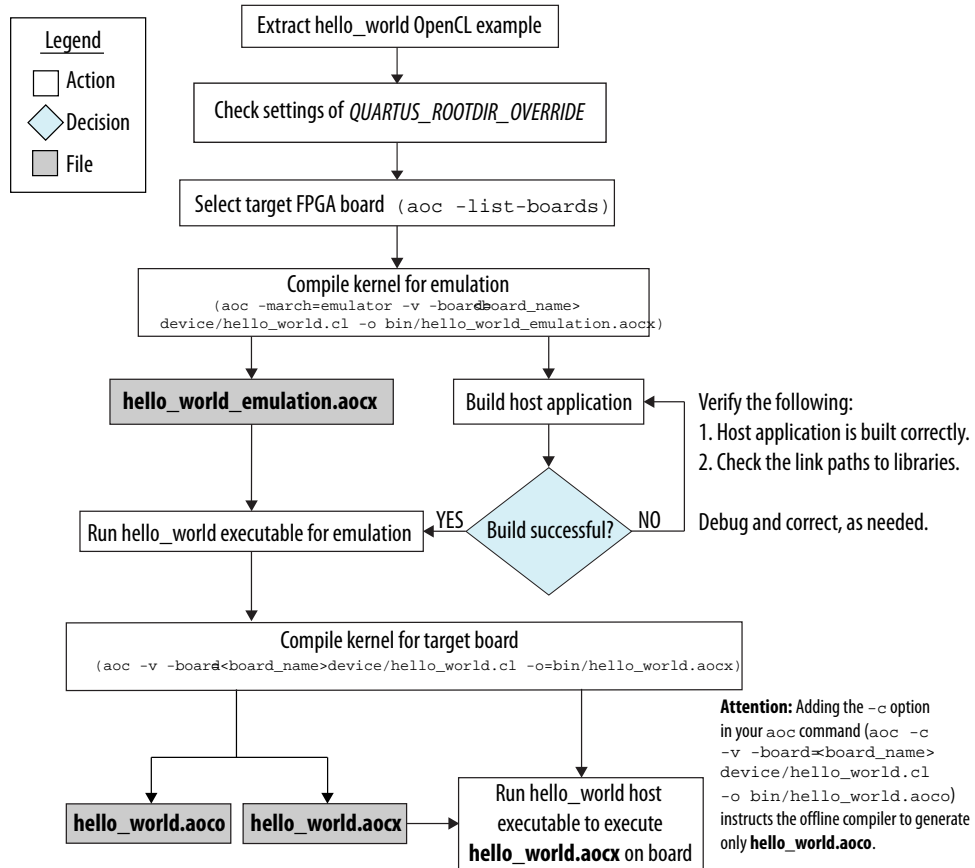 Legend
Action
Decision
File
Extract hello_world OpenCL example
Check settings of QUARTUS_ROOTDIR_OVERRIDE
Select target FPGA board (aoc -list-boards)
Compile kernel for emulation
(aoc -march=emulator -v -board=<board_name>
device/hello_world.cl -o bin/hello_world_emulation.aocx)
hello_world_emulation.aocx
Build host application
Verify the following:
1. Host application is built correctly.
2. Check the link paths to libraries.
Debug and correct, as needed.
Run hello_world executable for emulation
YES
Build successful?
NO
Compile kernel for target board
(aoc -v -board=<board_name>device/hello_world.cl -o=bin/hello_world.aocx)
hello_world.aoco
hello_world.aocx
Run hello_world host
executable to execute
hello_world.aocx on board
Attention: Adding the -c option
in your aoc command (aoc -c
-v -board=<board_name>
device/hello_world.cl
-o bin/hello_world.aoco)
instructs the offline compiler to generate
only hello_world.aoco.